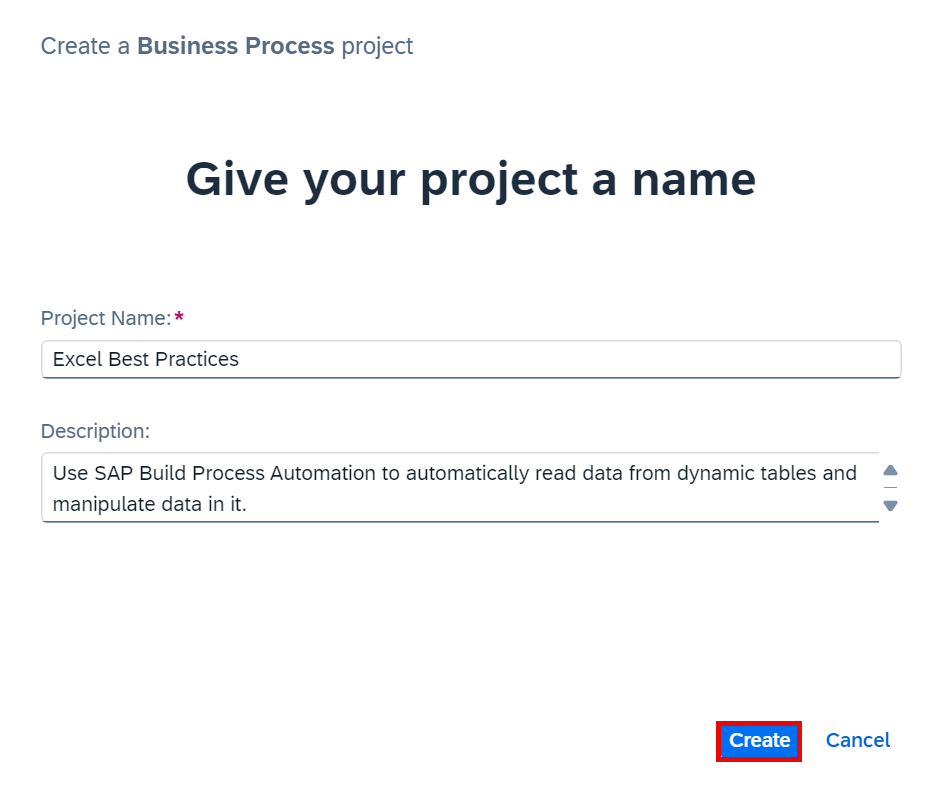 Create a Business Process project
Give your project a name
Project Name:*
Excel Best Practices
Description:
Use SAP Build Process Automation to automatically read data from dynamic tables and
manipulate data in it.
Create Cancel